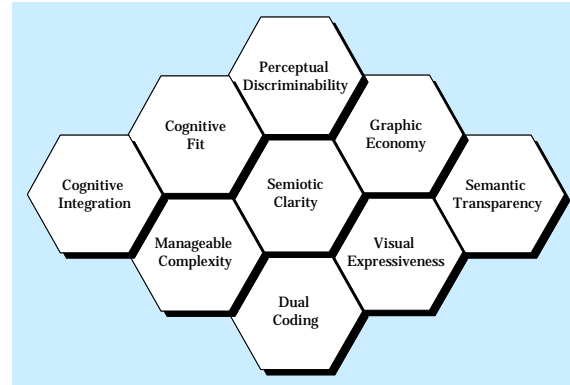 Perceptual
Discriminability
Cognitive
Fit
Graphic
Economy
Cognitive
Integration
Semiotic
Clarity
Semantic
Transparency
Manageable
Complexity
Visual
Expressiveness
Dual
Coding